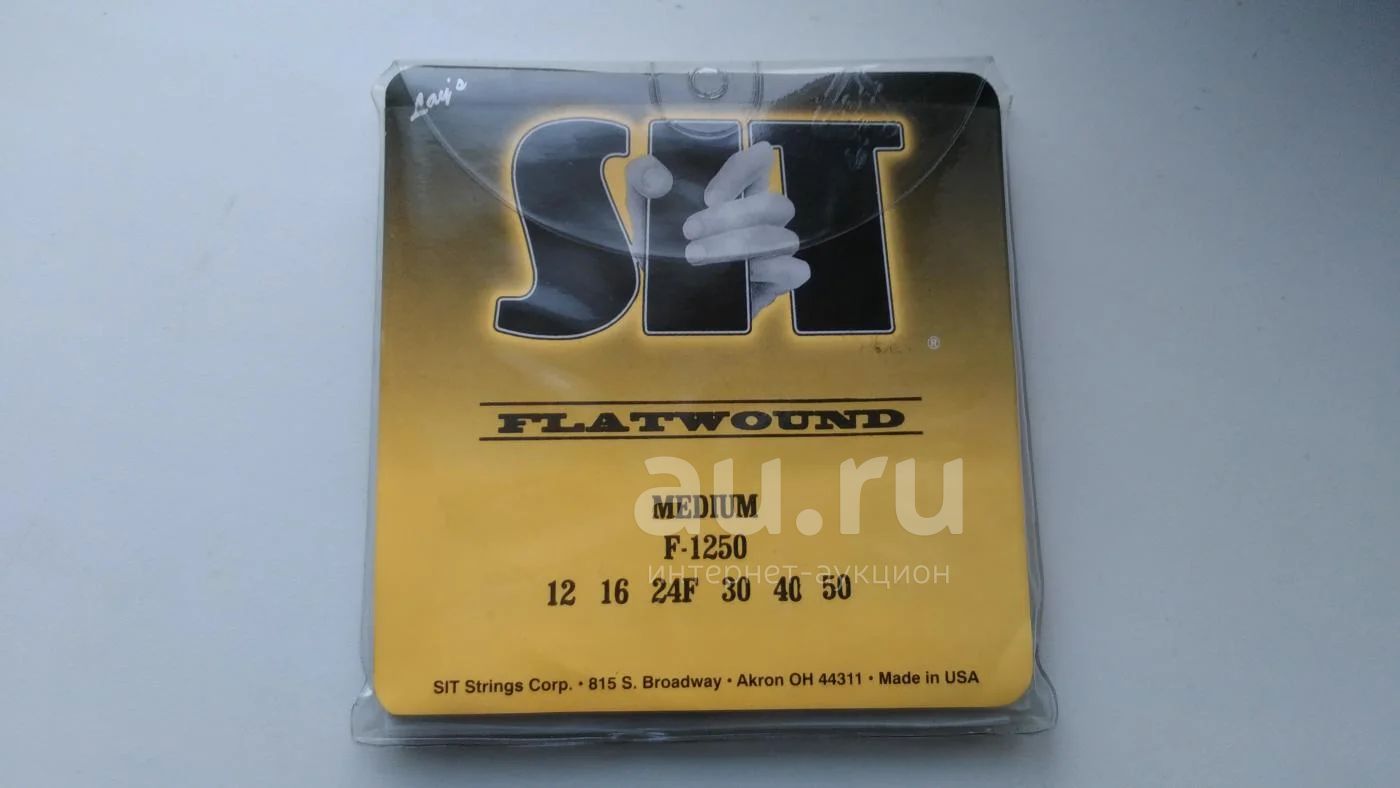 Lay's
SIT
®
FLATWOUND
au.ru
MEDIUM
F-1250
интернет-аукцион
12 16 24F 30 40 50
SIT Strings Corp. • 815 S. Broadway • Akron OH 44311 • Made in USA